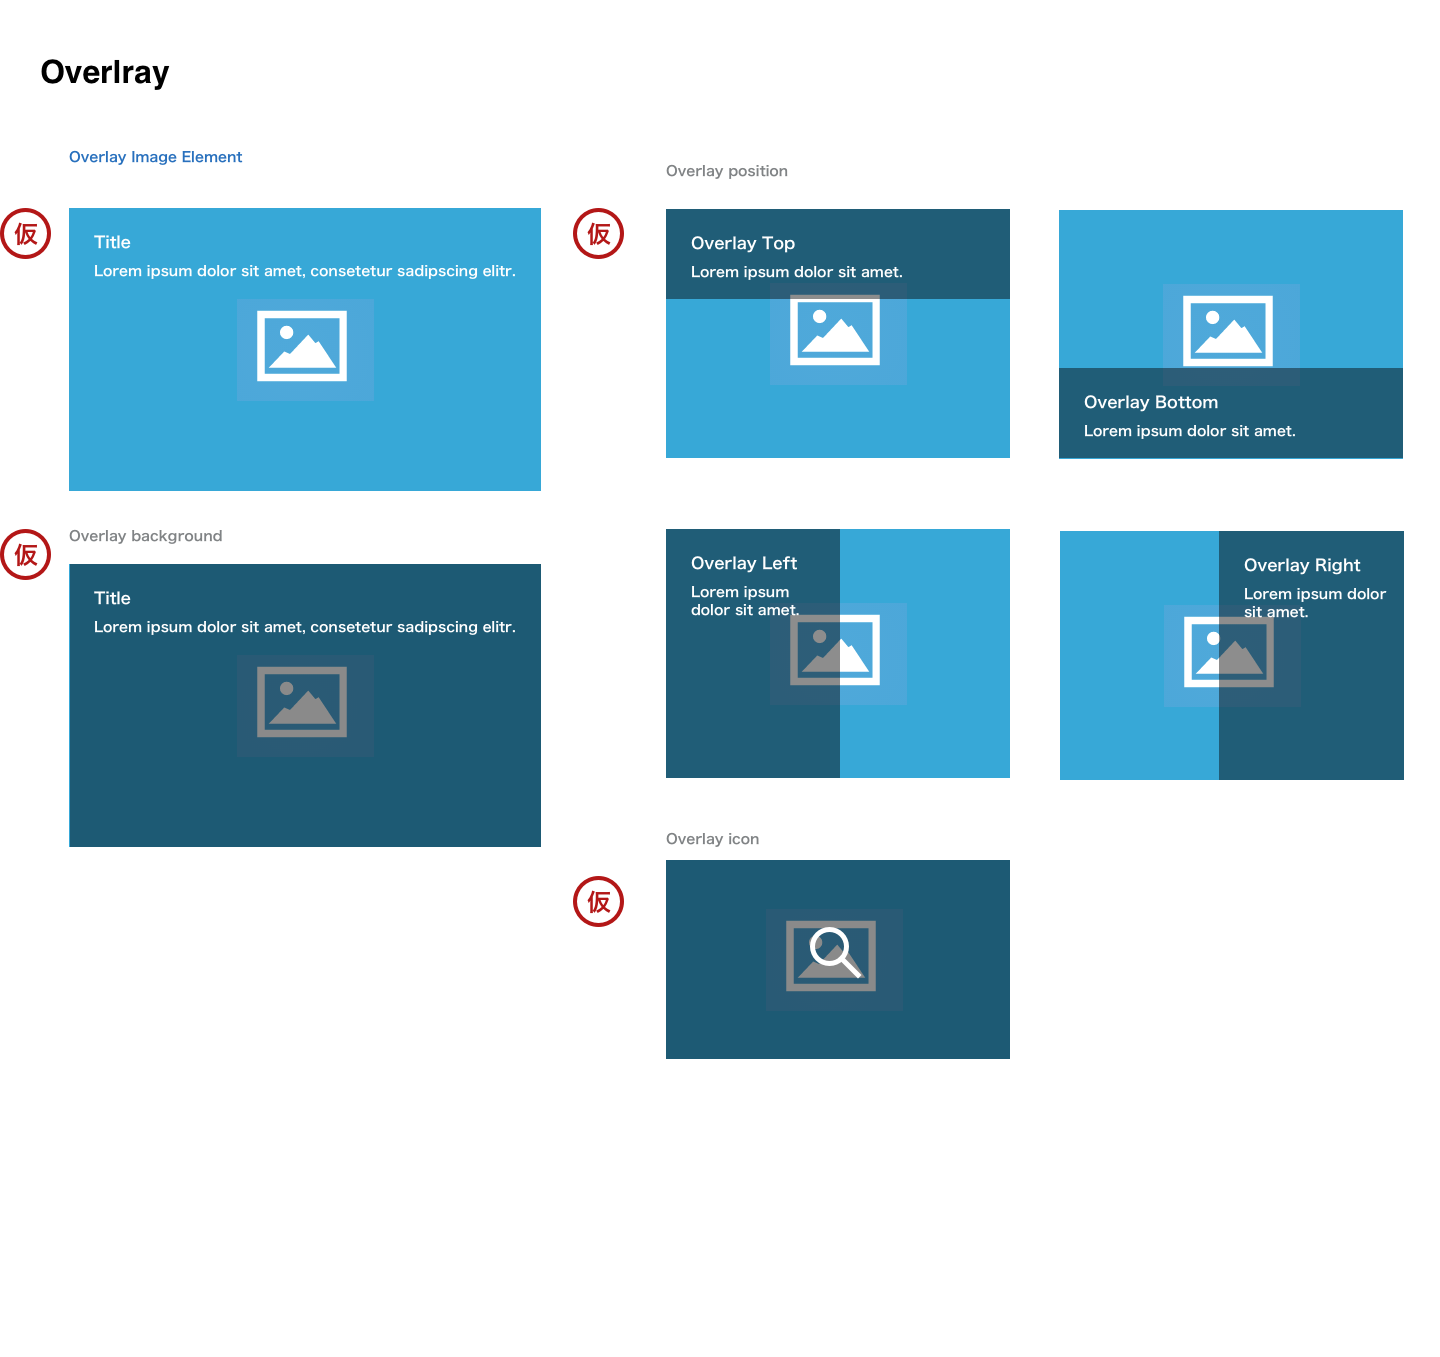 Overlray
Overlay Image Element
仮
Title
Lorem ipsum dolor sit amet, consetetur sadipscing elitr.
仮
Overlay background
Title
Lorem ipsum dolor sit amet, consetetur sadipscing elitr.
Overlay position
仮
Overlay Top
Lorem ipsum dolor sit amet.
Overlay Bottom
Lorem ipsum dolor sit amet.
Overlay Left
Lorem ipsum
dolor sit amet.
Overlay Right
Lorem ipsum dolor
sit amet.
Overlay icon
仮